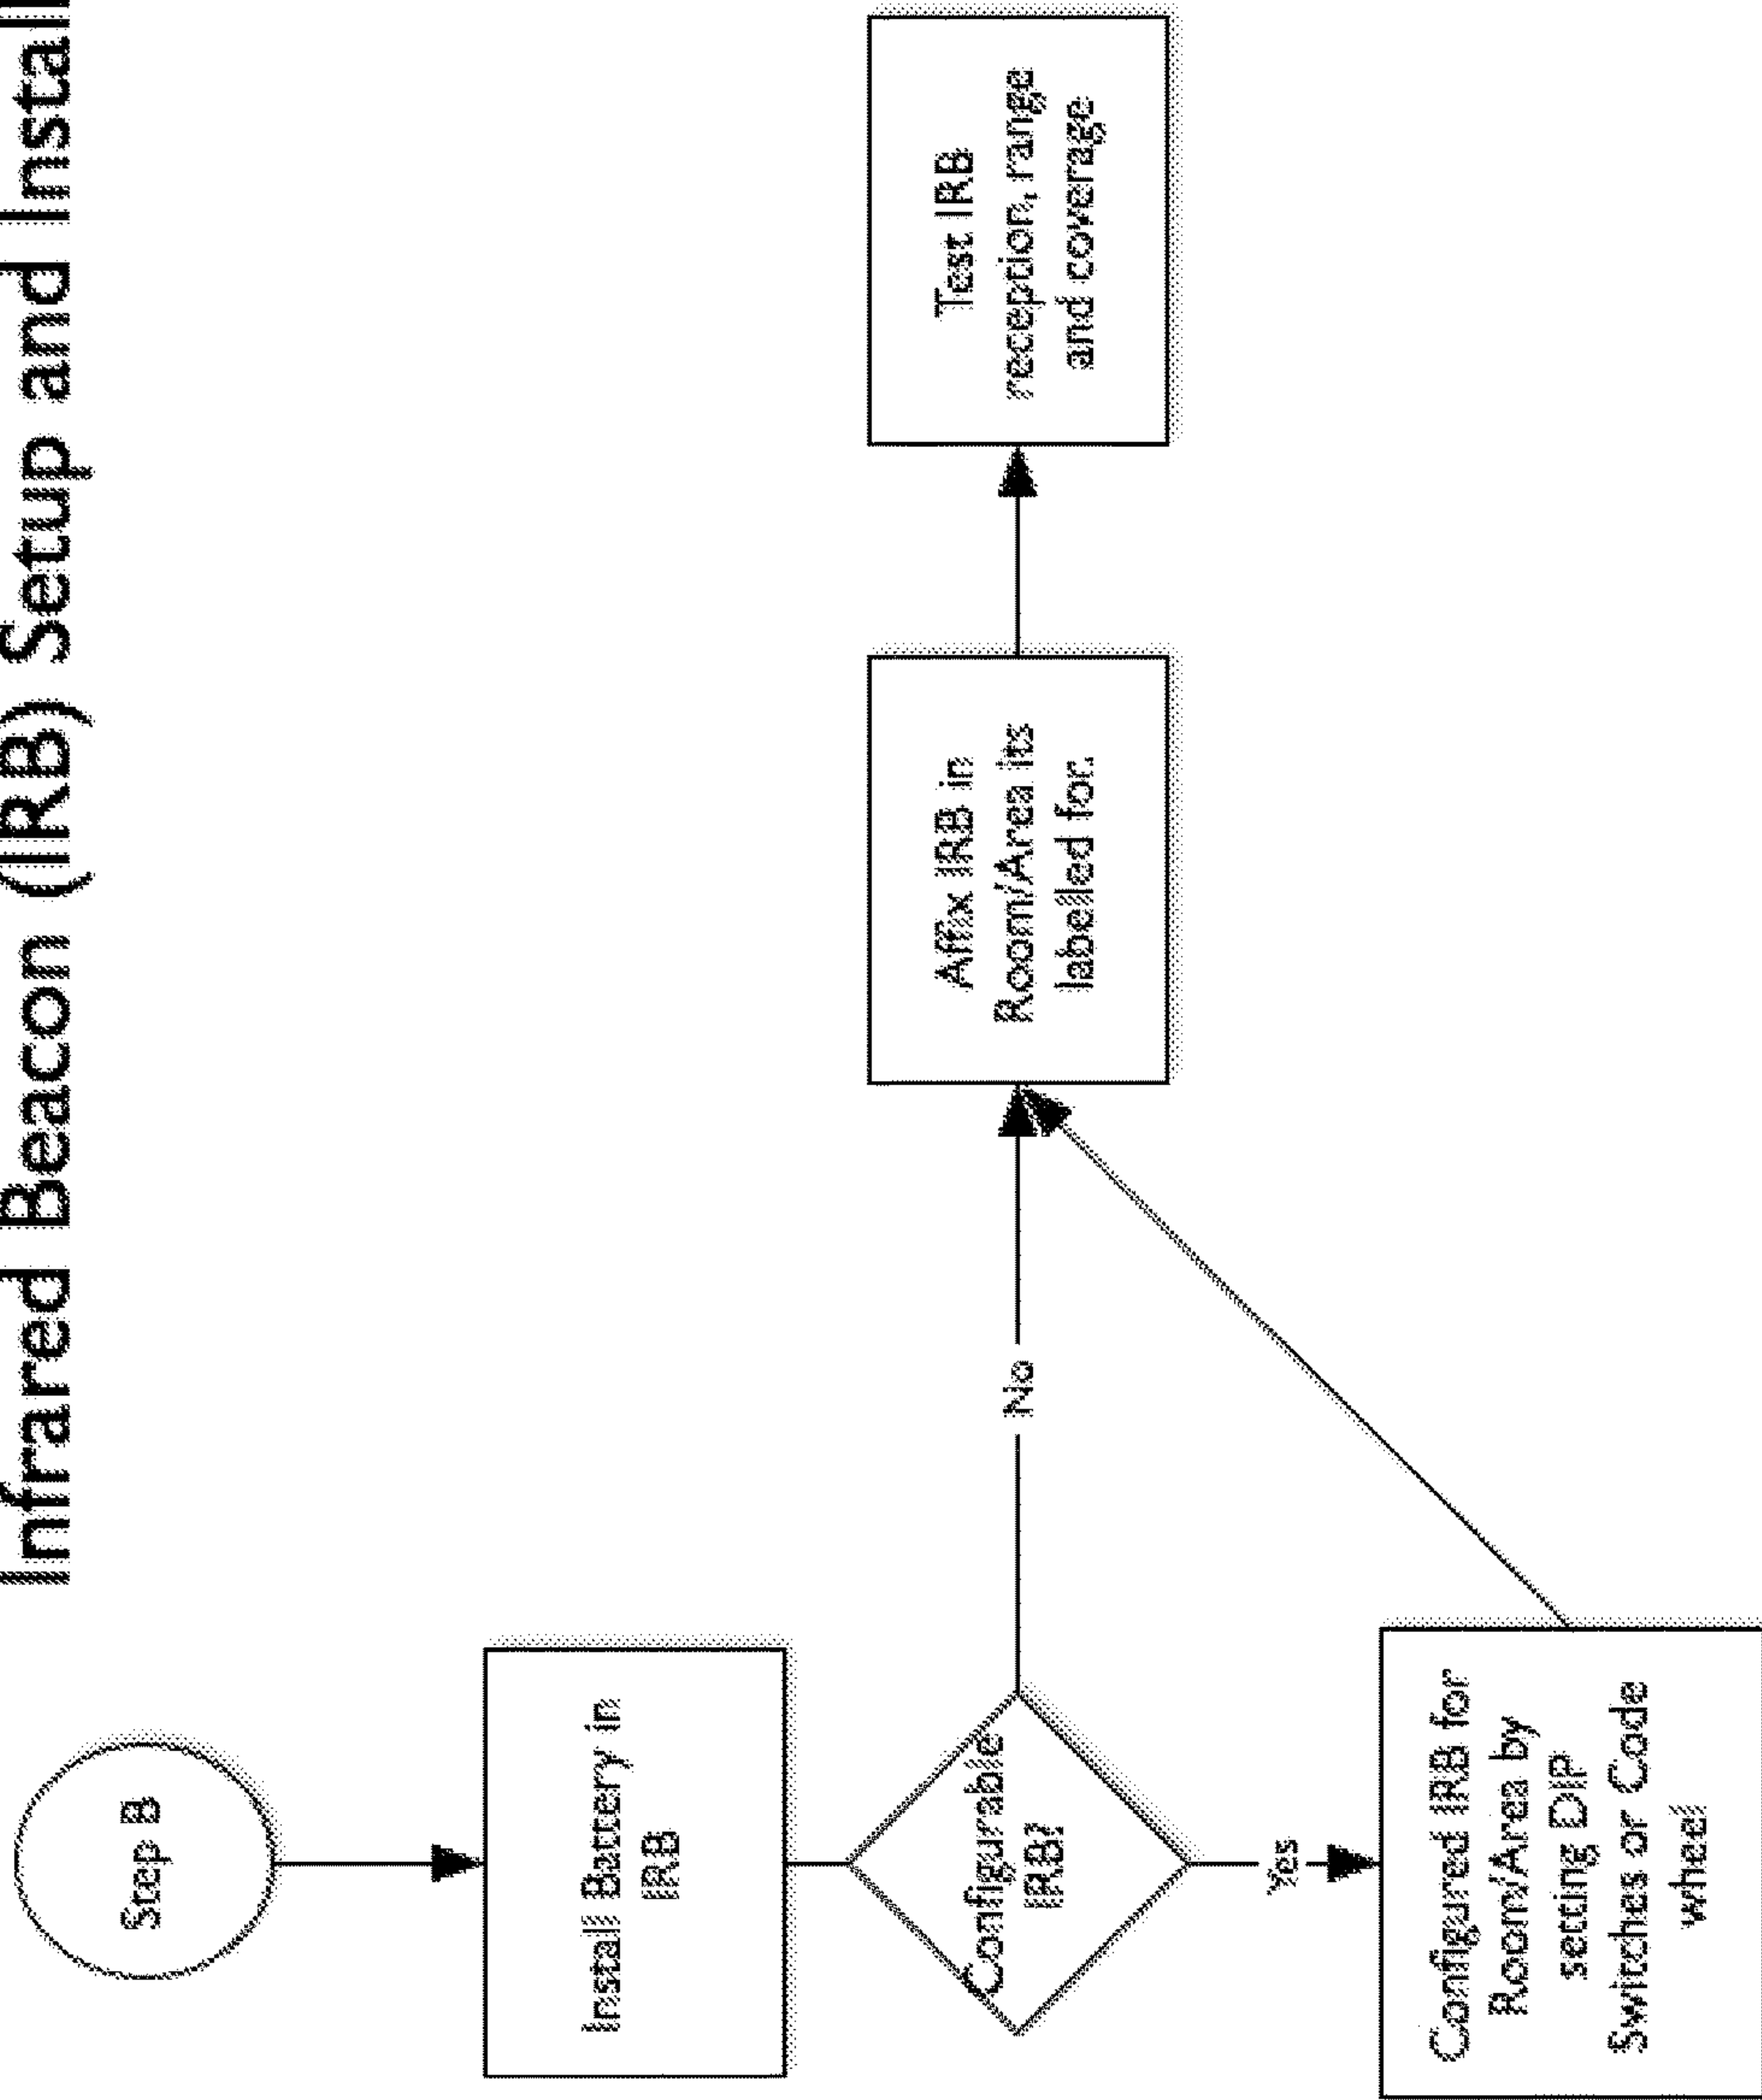 Infrared Beacon (IRB) Setup and Install
Step B
Install Battery in
IRB
Configurable
IRB?
No
Yes
Configured IRB for
Room/Area by
setting DIP
Switches or Code
wheel
Affix IRB in
Room/Area its
labelled for.
Test IRB
reception, range
and coverage